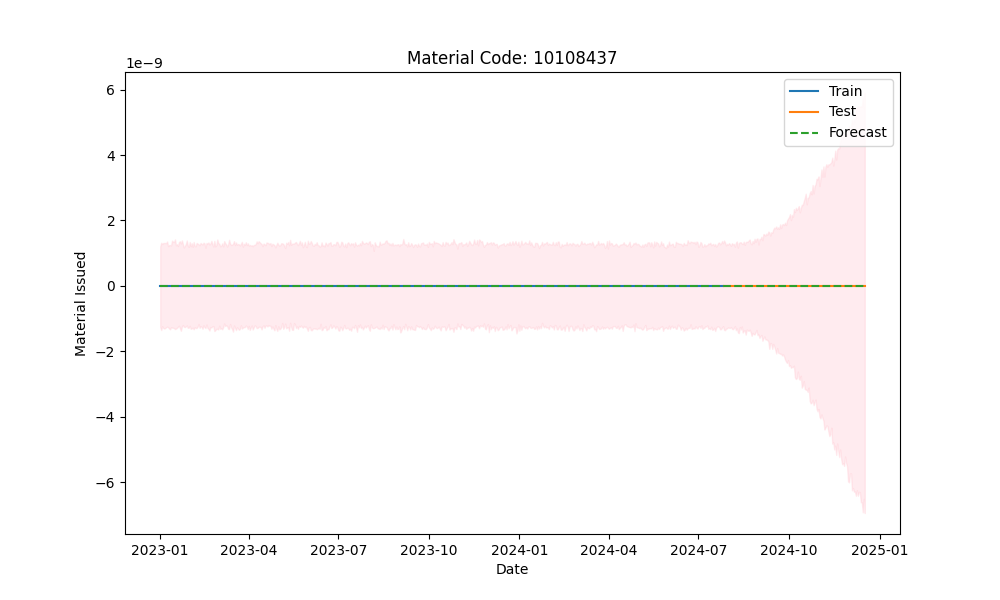 Material Code: 10108437
1e−9
6
4
2
0
−2
−4
−6
Material Issued
Train
Test
Forecast
2023-01 2023-04 2023-07 2023-10 2024-01 2024-04 2024-07 2024-10 2025-01
Date